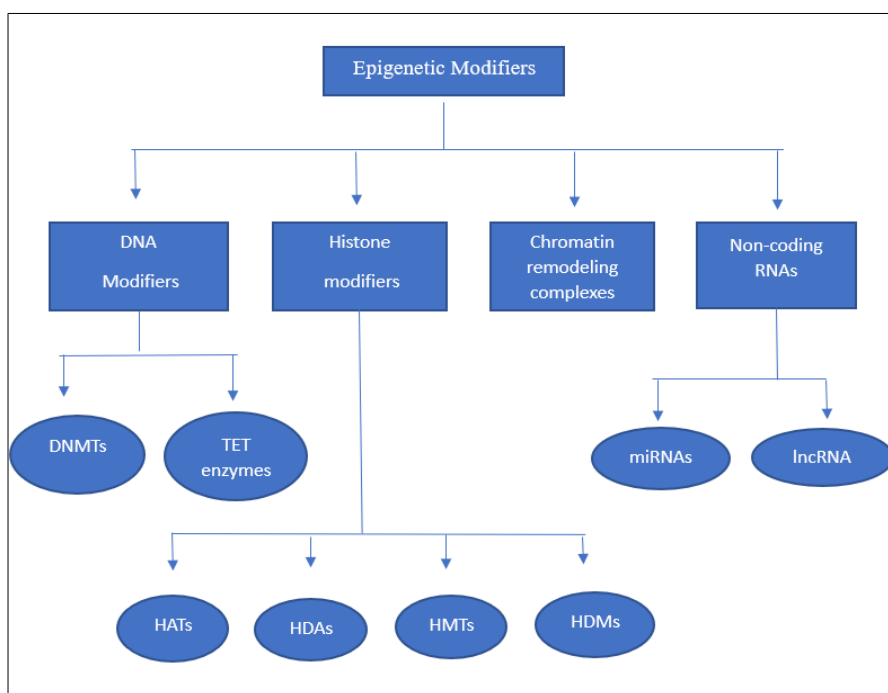 Epigenetic Modifiers
DNA
Modifiers
Histone
modifiers
Chromatin
remodeling
complexes
Non-coding
RNAs
DNMTs
TET
enzymes
miRNAs
lncRNA
HATs
HDAs
HMTs
HDMs